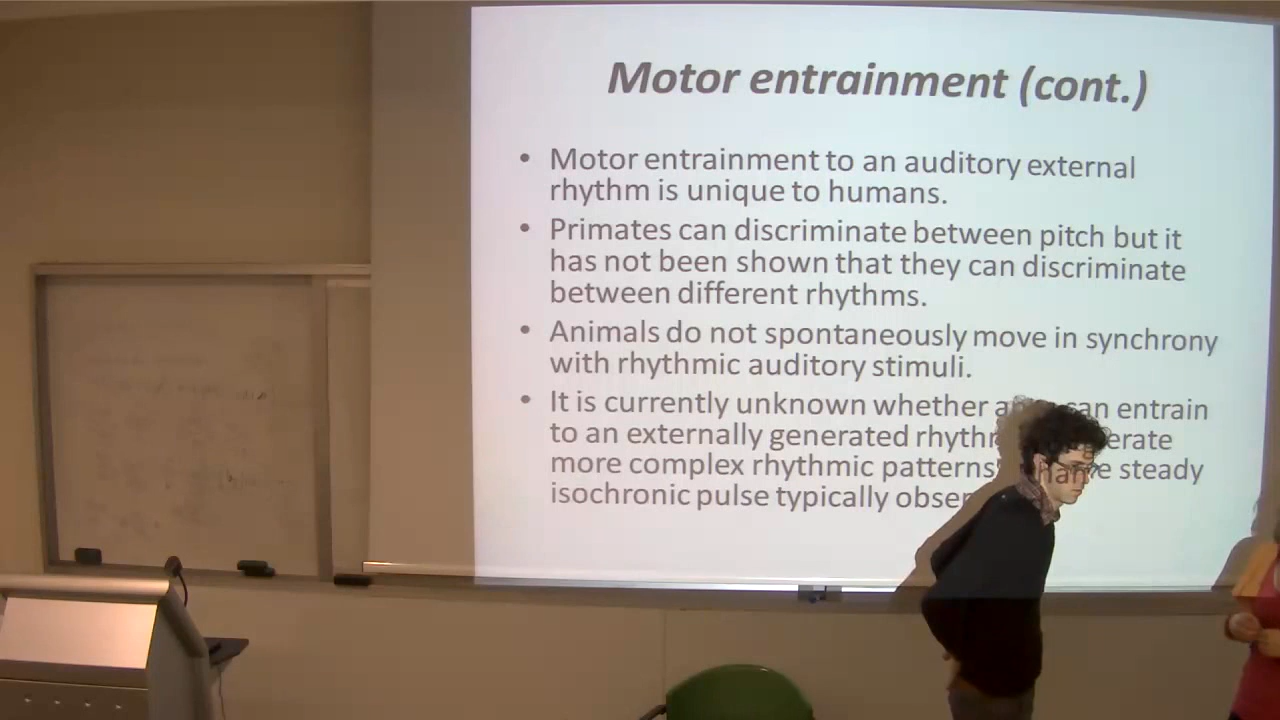 Motor entrainment (cont.)
• Motor entrainment to an auditory external
rhythm is unique to humans.
• Primates can discriminate between pitch but it
has not been shown that they can discriminate
between different rhythms.
• Animals do not spontaneously move in synchrony
with rhythmic auditory stimuli.
• It is currently unknown whether can entrain
to an externally generated
more complex rhythmic patterns steady
isochronic pulse typically